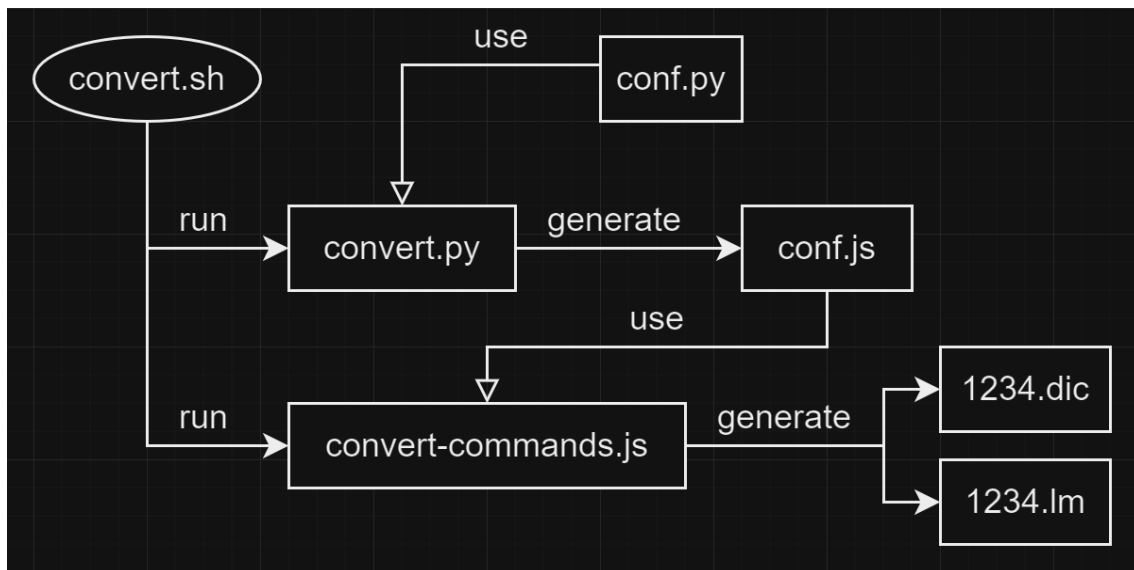 use
convert.sh
conf.py
run
convert.py
generate
conf.js
use
run
convert-commands.js
generate
1234.dic
1234.lm